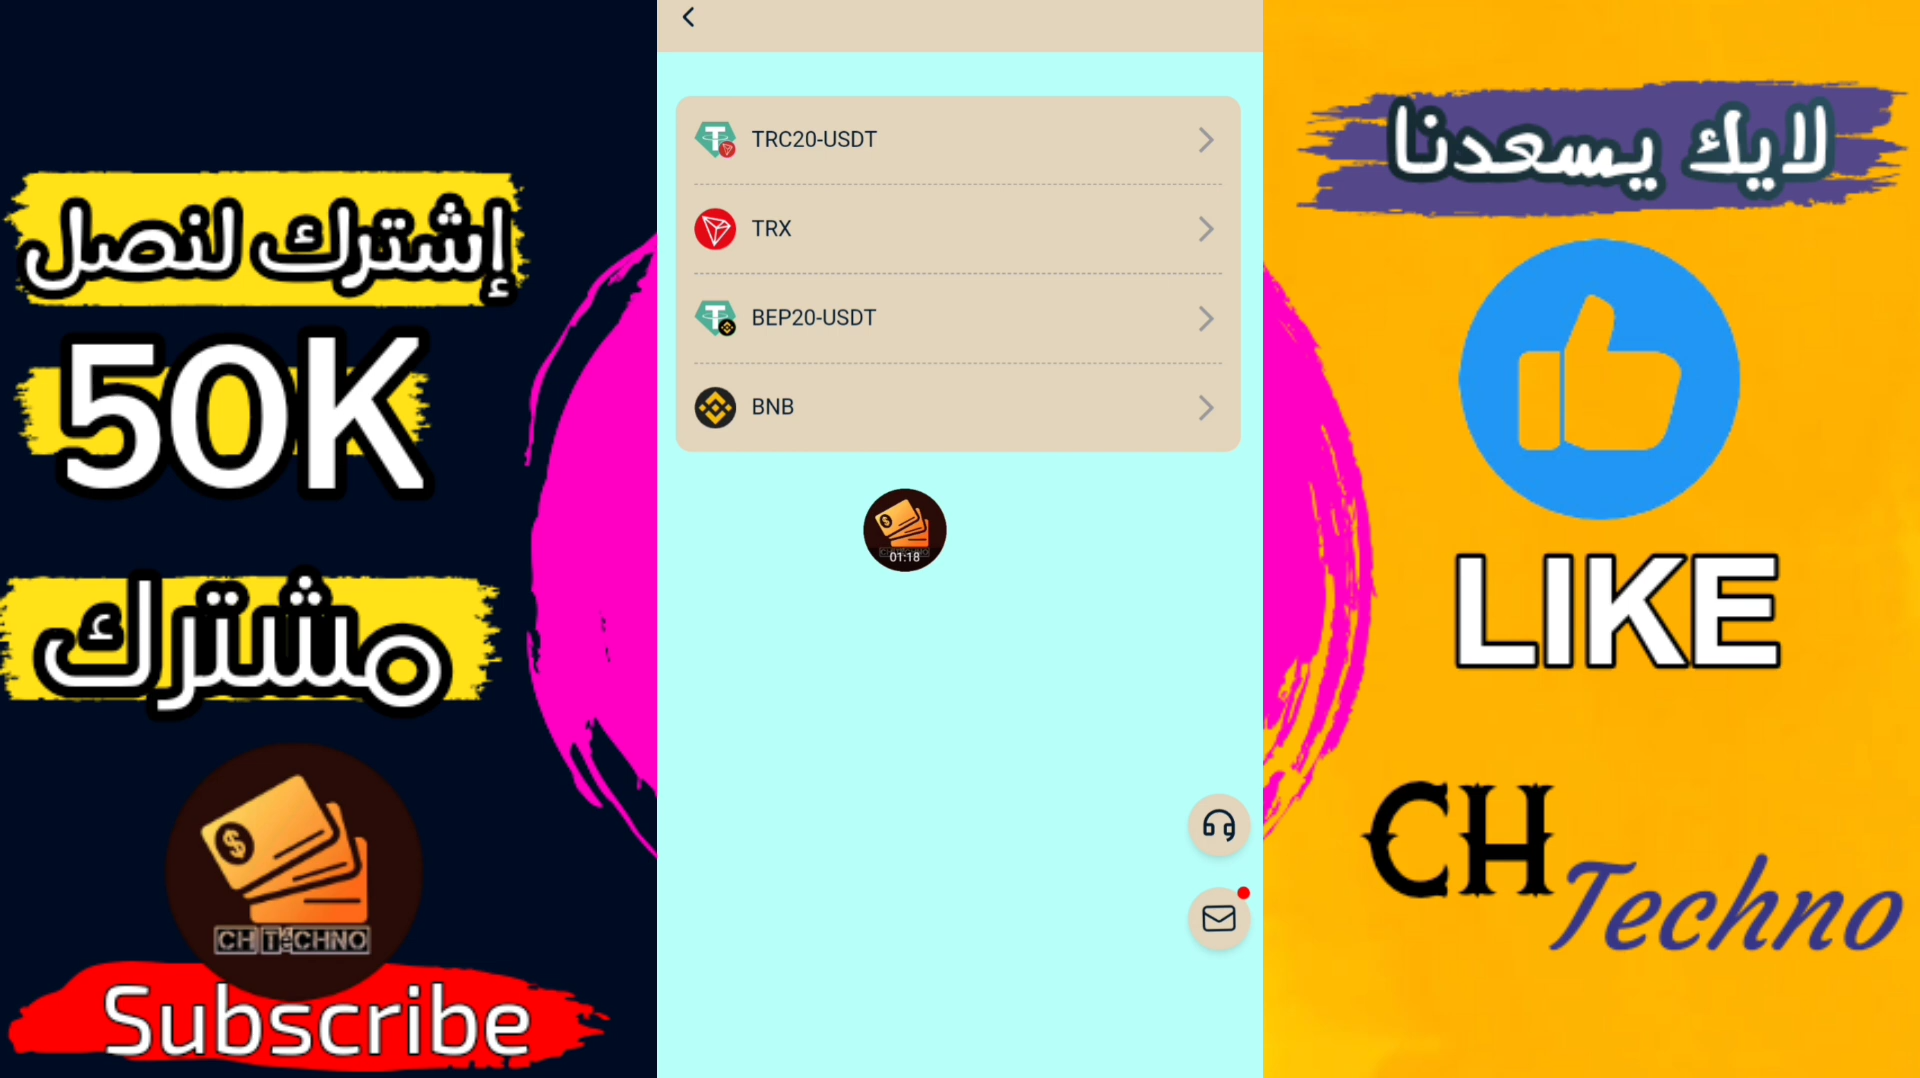 إشترك لنصل
50K
مشترك
CH TéCHNO
Subscribe
TRC20-USDT
TRX
BEP20-USDT
BNB
01:18
لايك يسعدنا
LIKE
CH
Techno